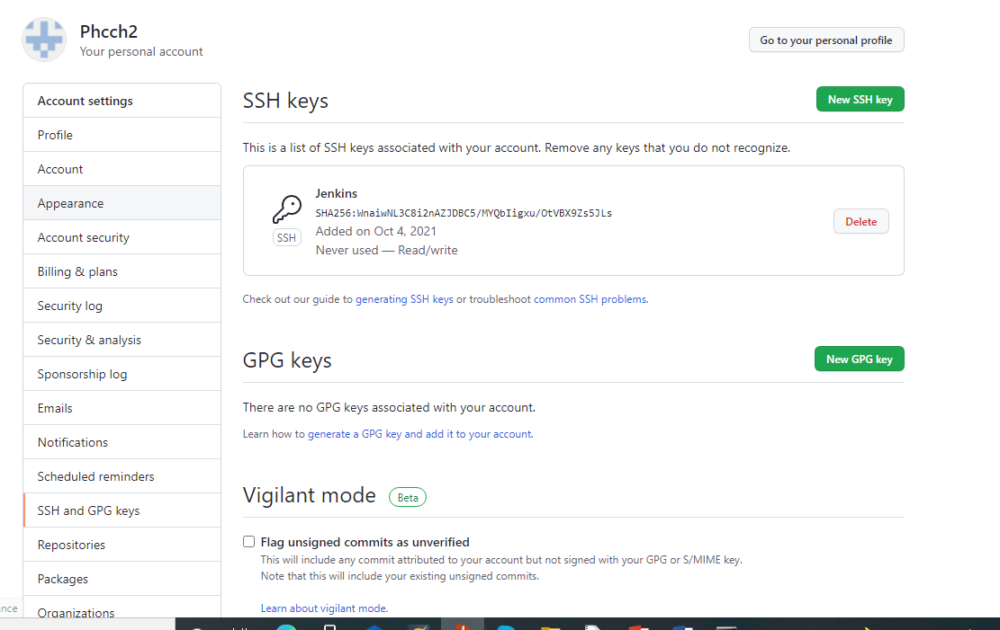 Phcch2
Your personal account
Go to your personal profile
Account settings
Profile
Account
Appearance
Account security
Billing & plans
Security log
Security & analysis
Sponsorship log
Emails
Notifications
Scheduled reminders
SSH and GPG keys
Repositories
Packages
Organizations
SSH keys
New SSH key
This is a list of SSH keys associated with your account. Remove any keys that you do not recognize.
Jenkins
SHA256:WnaiwNL3C8i2nAZJDBC5/MYQbIigxu/OtVBX9Zs5JLs
SSH
Added on Oct 4, 2021
Never used — Read/write
Delete
Check out our guide to generating SSH keys or troubleshoot common SSH problems.
GPG keys
New GPG key
There are no GPG keys associated with your account.
Learn how to generate a GPG key and add it to your account.
Vigilant mode Beta
Flag unsigned commits as unverified
This will include any commit attributed to your account but not signed with your GPG or S/MIME key.
Note that this will include your existing unsigned commits.
Learn about vigilant mode.